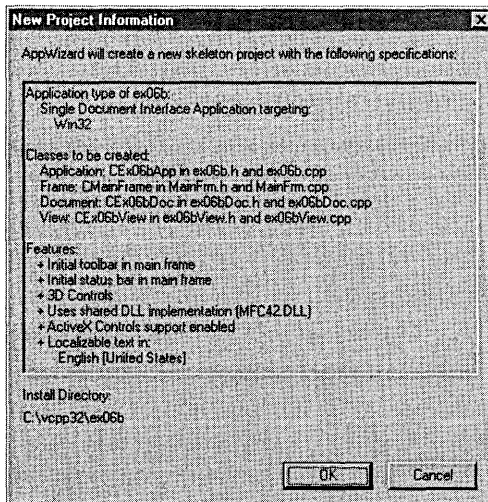 New Project Information
AppWizard will create a new skeleton project with the following specifications:
Application type of ex06b:
Single Document Interface Application targeting:
Win32
Classes to be created:
Application: CEx06bApp in ex06b.h and ex06b.cpp
Frame: CMainFrame in MainFrm.h and MainFrm.cpp
Document: CEx06bDoc in ex06bDoc.h and ex06bDoc.cpp
View: CEx06bView in ex06bView.h and ex06bView.cpp
Features:
+ Initial toolbar in main frame
+ Initial status bar in main frame
+ 3D Controls
+ Uses shared DLL implementation (MFC42.DLL)
+ ActiveX Controls support enabled
+ Localizable text in:
English [United States]
Install Directory:
C:\vcpp32\ex06b
OK Cancel